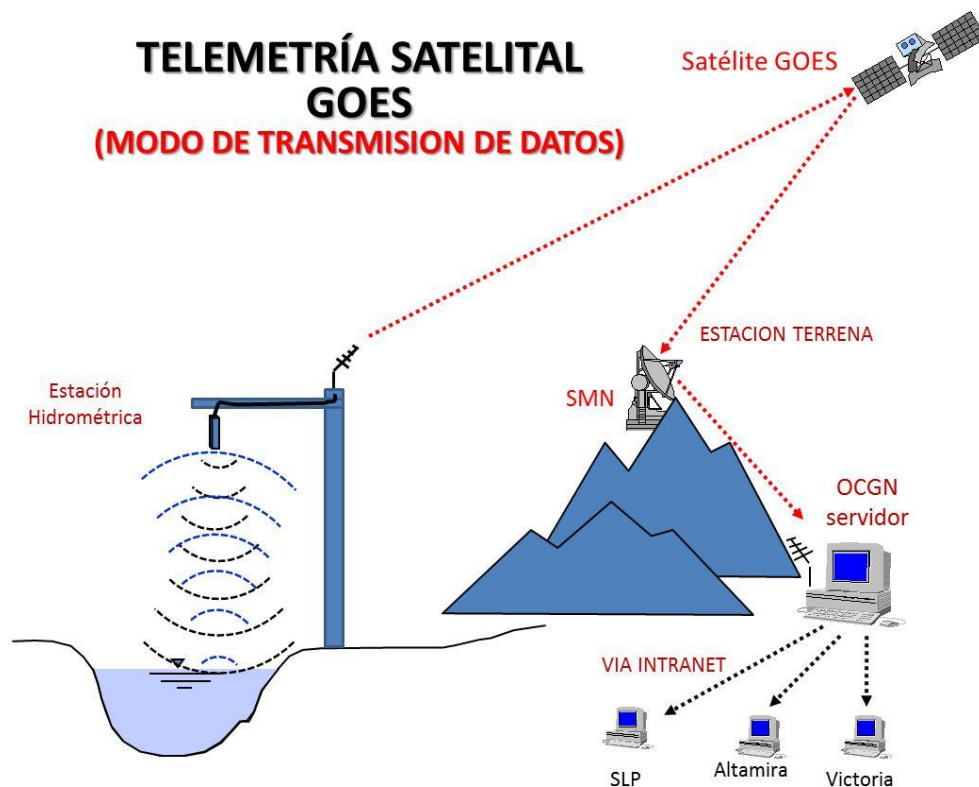 TELEMETRÍA SATELITAL
GOES
(MODO DE TRANSMISION DE DATOS)
Satélite GOES
ESTACION TERRENA
Estación
Hidrométrica
SMN
OCGN
servidor
VIA INTRANET
SLP
Altamira
Victoria